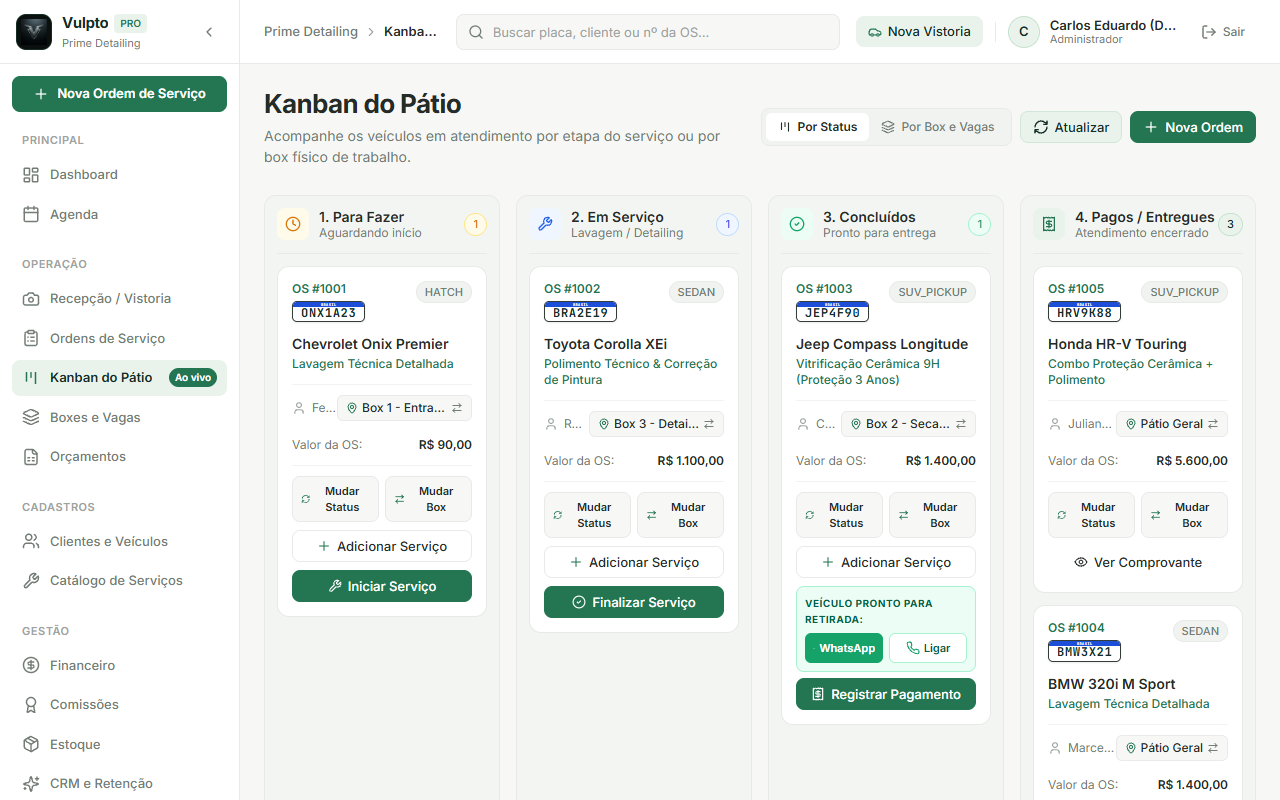 Vulpto PRO
Prime Detailing
Prime Detailing > Kanba...
Buscar placa, cliente ou nº da OS...
Nova Vistoria
C
Carlos Eduardo (D...
Administrador
Sair
Nova Ordem de Serviço
PRINCIPAL
Dashboard
Agenda
OPERAÇÃO
Recepção / Vistoria
Ordens de Serviço
Kanban do Pátio Ao vivo
Boxes e Vagas
Orçamentos
CADASTROS
Clientes e Veículos
Catálogo de Serviços
GESTÃO
Financeiro
Comissões
Estoque
CRM e Retenção
Kanban do Pátio
Acompanhe os veículos em atendimento por etapa do serviço ou por
box físico de trabalho.
Por Status
Por Box e Vagas
Atualizar
Nova Ordem
1. Para Fazer
Aguardando início
1
OS #1001
HATCH
BRASIL
ONX1A23
Chevrolet Onix Premier
Lavagem Técnica Detalhada
Fe...
Box 1 - Entra...
Valor da OS: R$ 90,00
Mudar
Status
Mudar
Box
Adicionar Serviço
Iniciar Serviço
2. Em Serviço
Lavagem / Detailing
1
OS #1002
SEDAN
BRASIL
BRA2E19
Toyota Corolla XEi
Polimento Técnico & Correção
de Pintura
R...
Box 3 - Detai...
Valor da OS: R$ 1.100,00
Mudar
Status
Mudar
Box
Adicionar Serviço
Finalizar Serviço
3. Concluídos
Pronto para entrega
1
OS #1003
SUV_PICKUP
BRASIL
JEP4F90
Jeep Compass Longitude
Vitrificação Cerâmica 9H
(Proteção 3 Anos)
C...
Box 2 - Seca...
Valor da OS: R$ 1.400,00
Mudar
Status
Mudar
Box
Adicionar Serviço
VEÍCULO PRONTO PARA
RETIRADA:
WhatsApp
Ligar
Registrar Pagamento
4. Pagos / Entregues
Atendimento encerrado
3
OS #1005
SUV_PICKUP
BRASIL
HRV9K88
Honda HR-V Touring
Combo Proteção Cerâmica +
Polimento
Julian...
Pátio Geral
Valor da OS: R$ 5.600,00
Mudar
Status
Mudar
Box
Ver Comprovante
OS #1004
SEDAN
BRASIL
BMW3X21
BMW 320i M Sport
Lavagem Técnica Detalhada
Marce...
Pátio Geral
Valor da OS: R$ 1.400,00